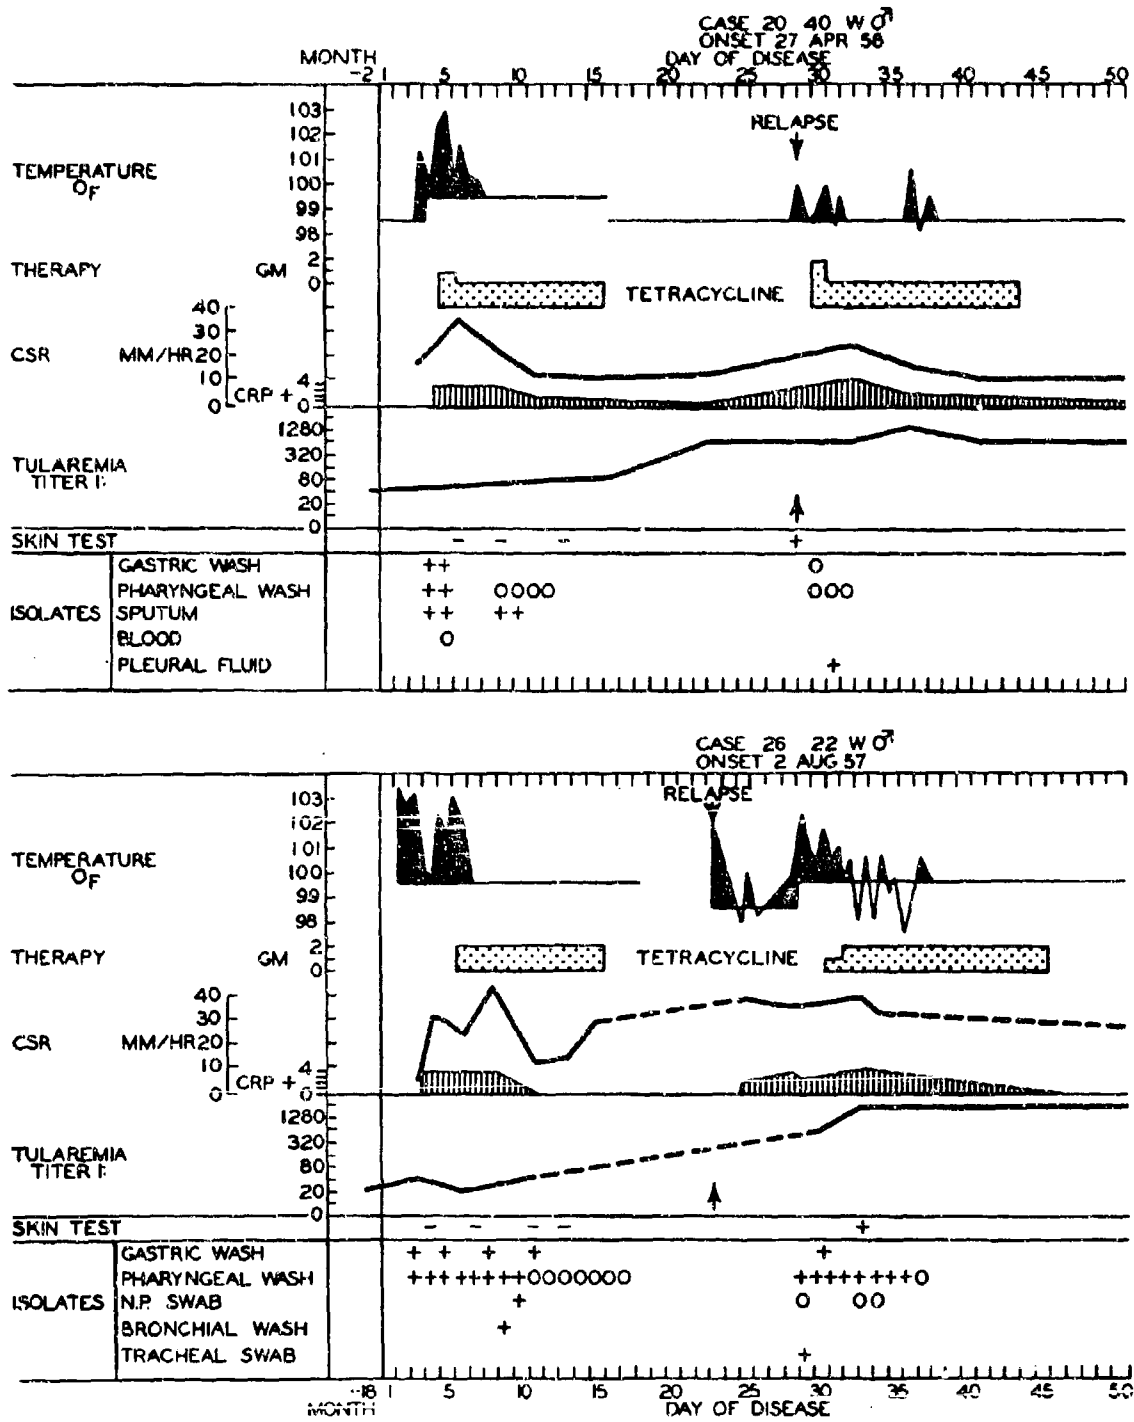 CASE 20 40 W ♂
ONSET 27 APR 56
MONTH DAY OF DISEASE
-2 1 5 10 15 20 25 30 35 40 45 50
103
102
101
100
99
98
TEMPERATURE
OF
RELAPSE
THERAPY GM 2
0
TETRACYCLINE
40
30
CSR MM/HR 20
10
0
CRP + 4
0
1280
320
80
20
0
TULAREMIA
TITER 1:
SKIN TEST - - - +
GASTRIC WASH ++ O
PHARYNGEAL WASH ++ OOOO OOO
ISOLATES SPUTUM ++ ++
BLOOD O
PLEURAL FLUID +
CASE 26 22 W ♂
ONSET 2 AUG 57
RELAPSE
103
102
101
100
99
98
TEMPERATURE
OF
THERAPY GM 2
0
TETRACYCLINE
40
30
CSR MM/HR 20
10
0
CRP + 4
0
1280
320
80
20
0
TULAREMIA
TITER 1:
SKIN TEST - - - - +
GASTRIC WASH + + + + +
PHARYNGEAL WASH +++ +++++OOOOOOO +++++ +++O
ISOLATES N.P. SWAB + O OO
BRONCHIAL WASH +
TRACHEAL SWAB +
-18 1 5 10 15 20 25 30 35 40 45 50
MONTH DAY OF DISEASE